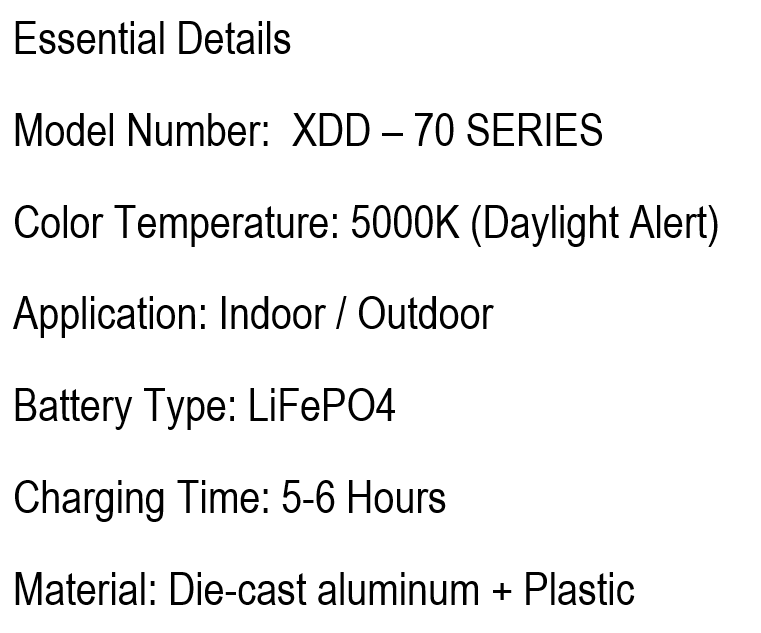 Essential Details
Model Number:  XDD – 70 SERIES
Color Temperature: 5000K (Daylight Alert)
Application: Indoor / Outdoor
Battery Type: LiFePO4
Charging Time: 5-6 Hours
Material: Die-cast aluminum + Plastic